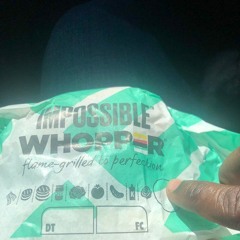 IMPOSSIBLE
WHOPPER
flame-grilled to perfection
DT
FC